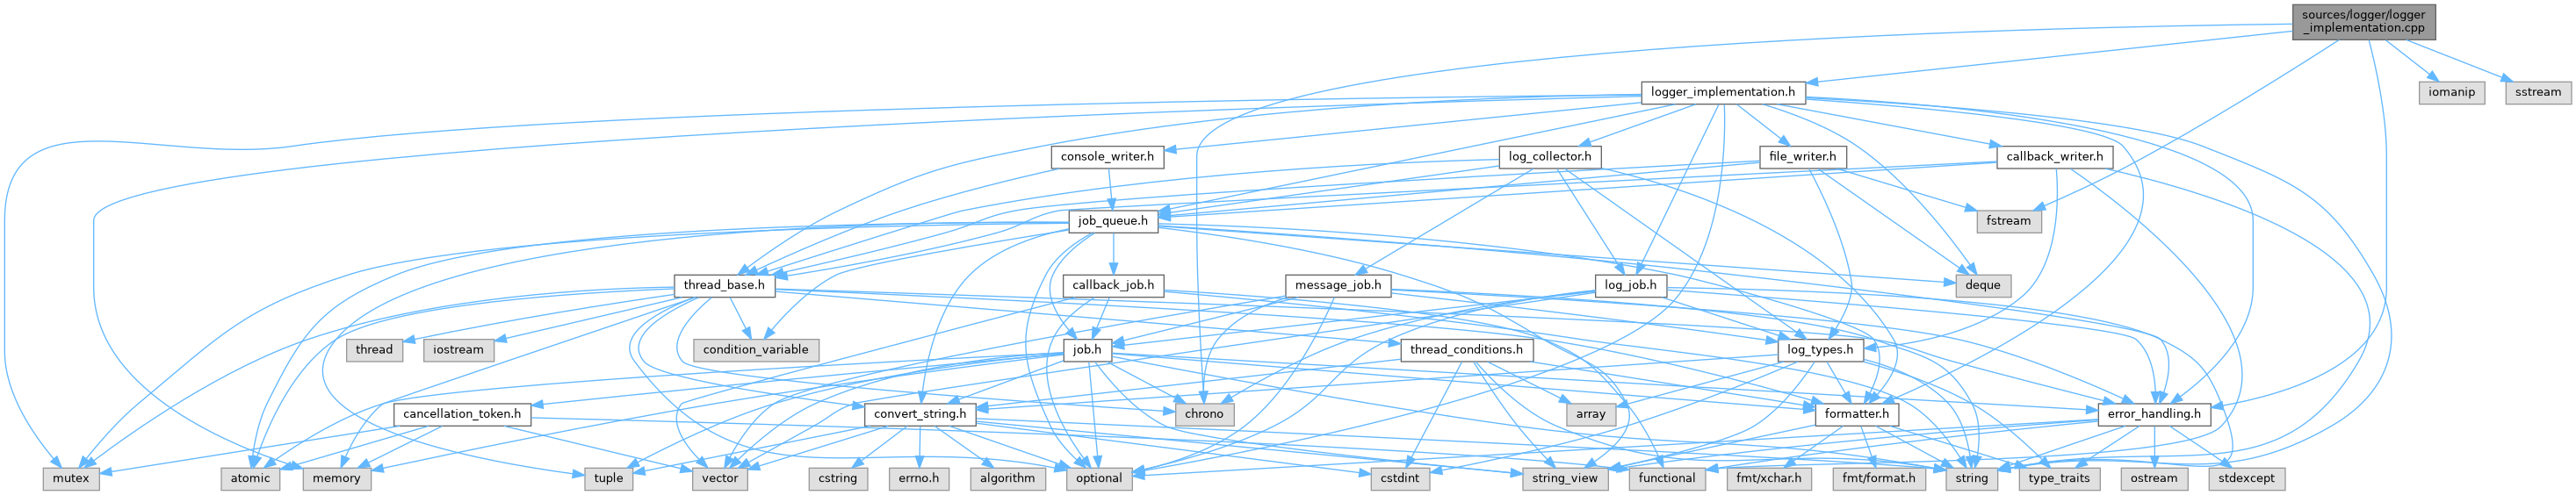 sources/logger/logger
_implementation.cpp
logger_implementation.h
iomanip
sstream
console_writer.h
log_collector.h
file_writer.h
callback_writer.h
job_queue.h
fstream
thread_base.h
callback_job.h
message_job.h
log_job.h
deque
thread
iostream
condition_variable
job.h
thread_conditions.h
log_types.h
cancellation_token.h
convert_string.h
chrono
array
formatter.h
error_handling.h
mutex
atomic
memory
tuple
vector
cstring
errno.h
algorithm
optional
cstdint
string_view
functional
fmt/xchar.h
fmt/format.h
string
type_traits
ostream
stdexcept